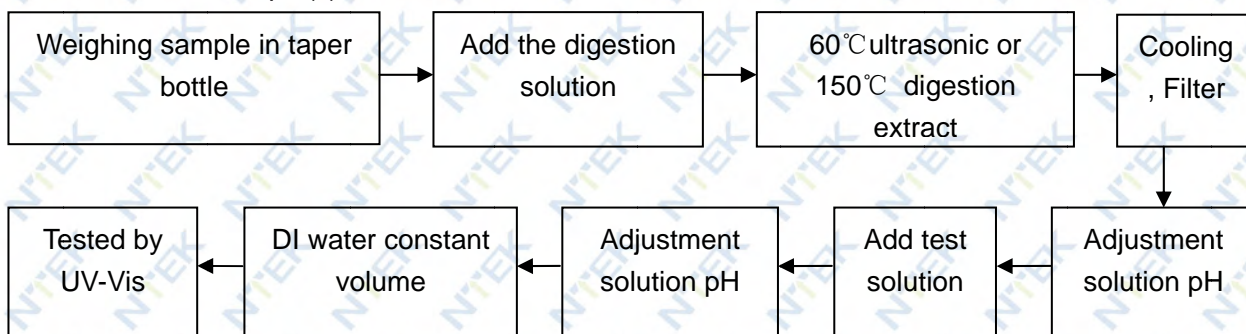 Weighing sample in taper
bottle
Add the digestion
solution
60℃ultrasonic or
150℃ digestion
extract
Cooling
, Filter
Adjustment
solution pH
Add test
solution
Adjustment
solution pH
DI water constant
volume
Tested by
UV-Vis